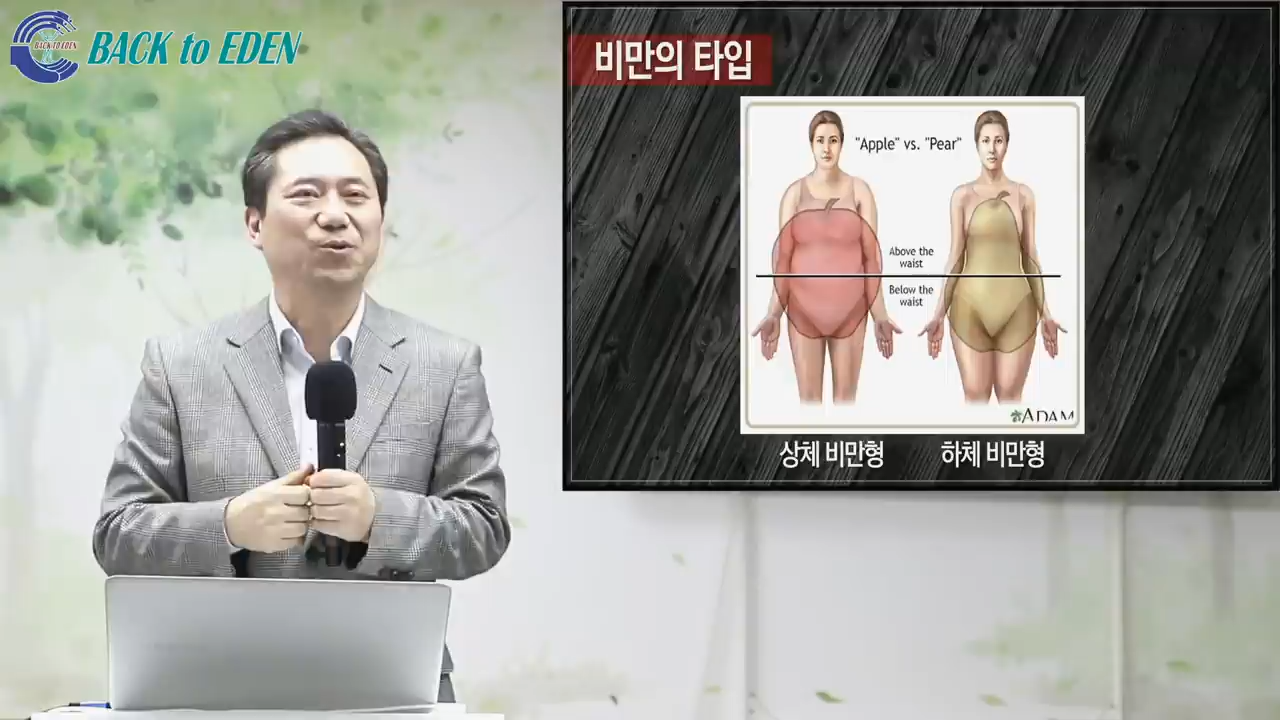 BACK TO EDEN
BACK to EDEN
비만의 타입
"Apple" vs. "Pear"
Above the
waist
Below the
waist
ADAM
상체 비만형
하체 비만형